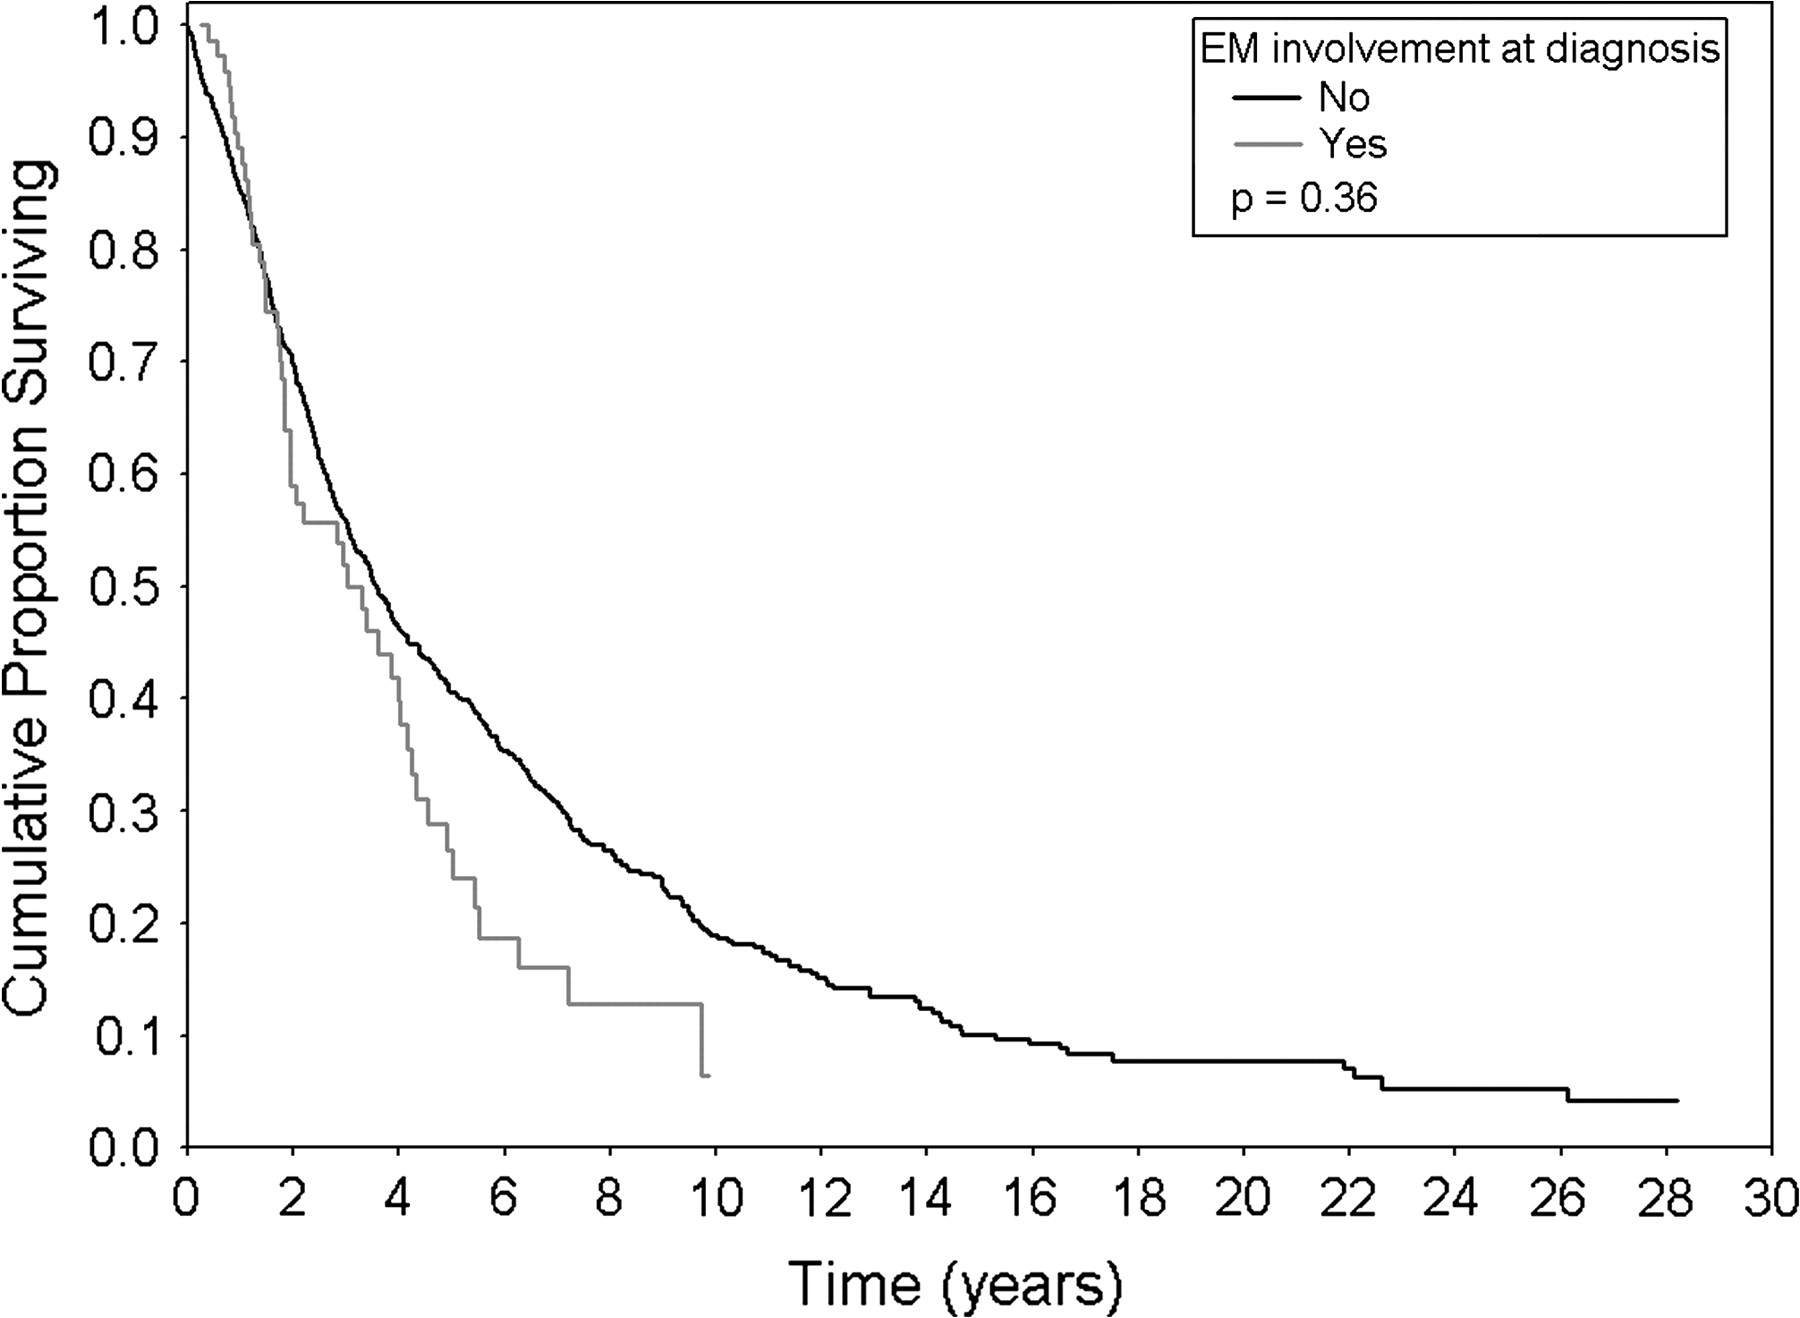 Cumulative Proportion Surviving
1.0
0.9
0.8
0.7
0.6
0.5
0.4
0.3
0.2
0.1
0.0
EM involvement at diagnosis
No
Yes
p = 0.36
0 2 4 6 8 10 12 14 16 18 20 22 24 26 28 30
Time (years)